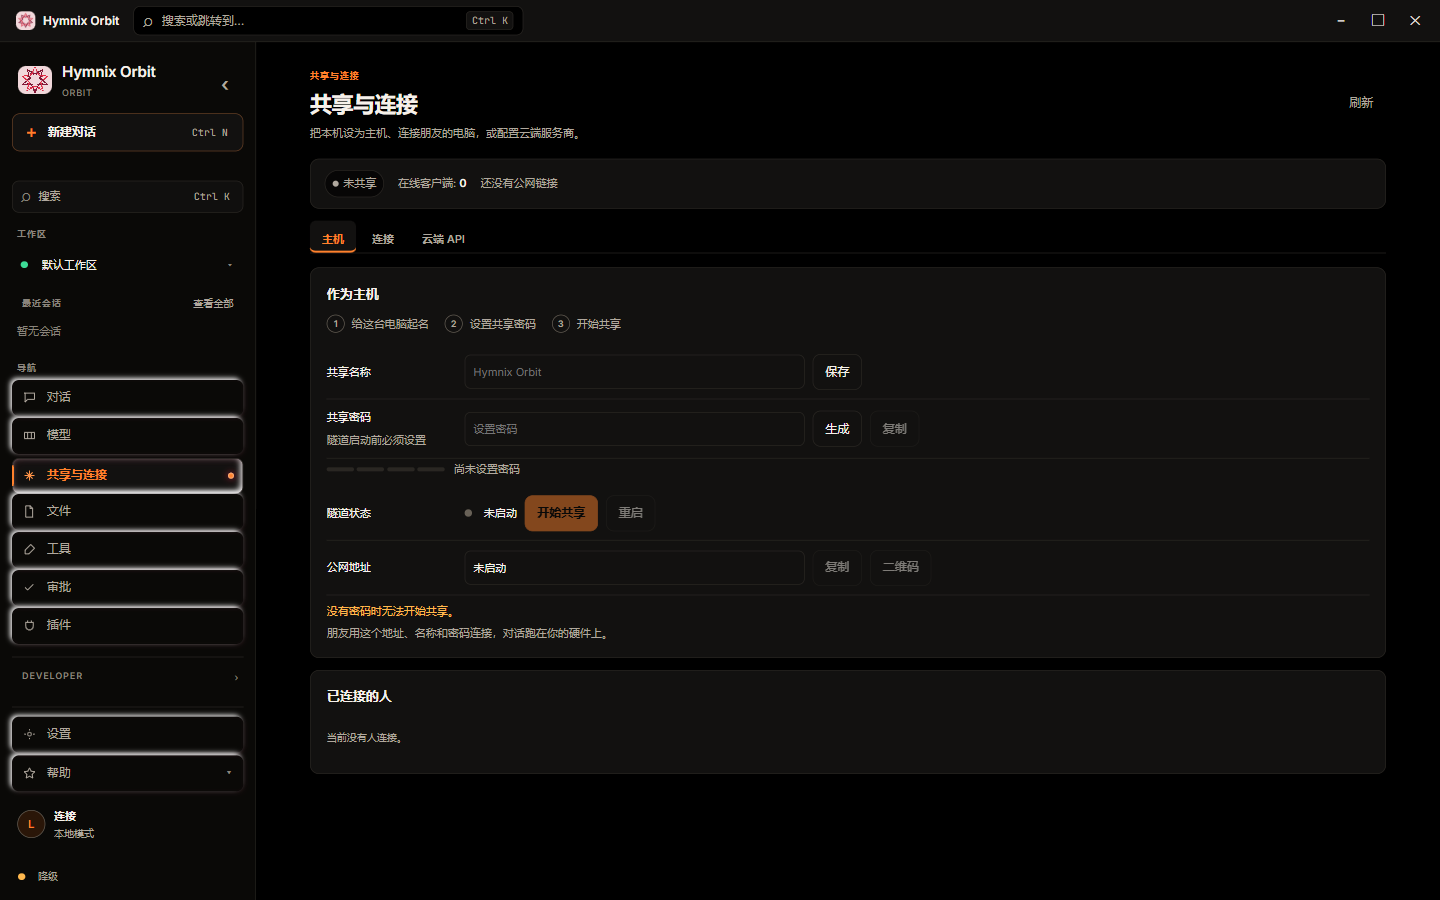 Hymnix Orbit
搜索或跳转到...
Ctrl K
Hymnix Orbit
ORBIT
新建对话
Ctrl N
搜索
Ctrl K
工作区
默认工作区
最近会话
查看全部
暂无会话
导航
对话
模型
共享与连接
文件
工具
审批
插件
DEVELOPER
设置
帮助
L
连接
本地模式
降级
共享与连接
共享与连接
刷新
把本机设为主机、连接朋友的电脑，或配置云端服务商。
未共享
在线客户端: 0
还没有公网链接
主机
连接
云端 API
作为主机
1 给这台电脑起名
2 设置共享密码
3 开始共享
共享名称
Hymnix Orbit
保存
共享密码
隧道启动前必须设置
设置密码
生成
复制
尚未设置密码
隧道状态
未启动
开始共享
重启
公网地址
未启动
复制
二维码
没有密码时无法开始共享。
朋友用这个地址、名称和密码连接，对话跑在你的硬件上。
已连接的人
当前没有人连接。